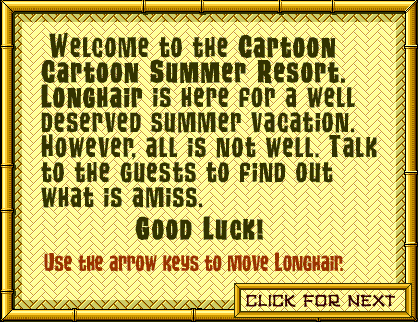 Welcome to the Cartoon
Cartoon Summer Resort.
Longhair is here for a well
deserved summer vacation.
However, all is not well. Talk
to the guests to find out
what is amiss.
Good Luck!
Use the arrow keys to move Longhair.
CLICK FOR NEXT